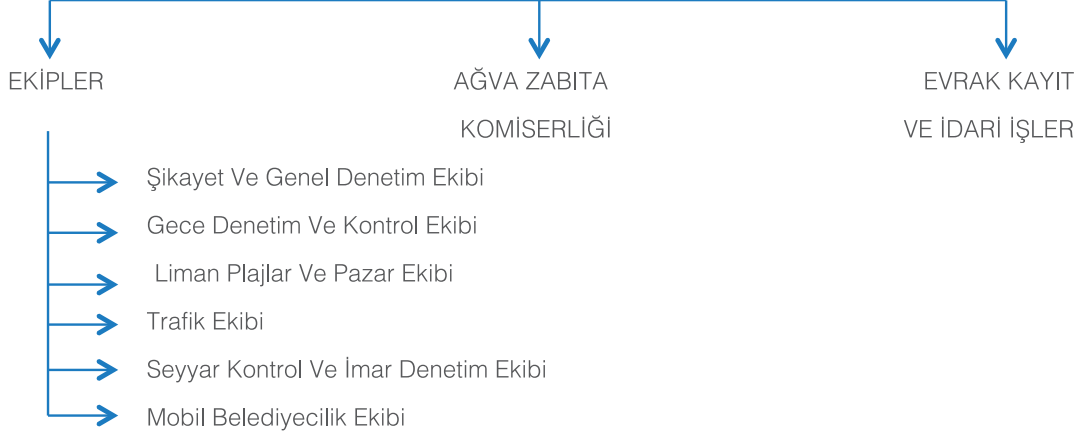 EKİPLER
AĞVA ZABITA
KOMİSERLİĞİ
EVRAK KAYIT
VE İDARİ İŞLER
Şikayet Ve Genel Denetim Ekibi
Gece Denetim Ve Kontrol Ekibi
Liman Plajlar Ve Pazar Ekibi
Trafik Ekibi
Seyyar Kontrol Ve İmar Denetim Ekibi
Mobil Belediyecilik Ekibi